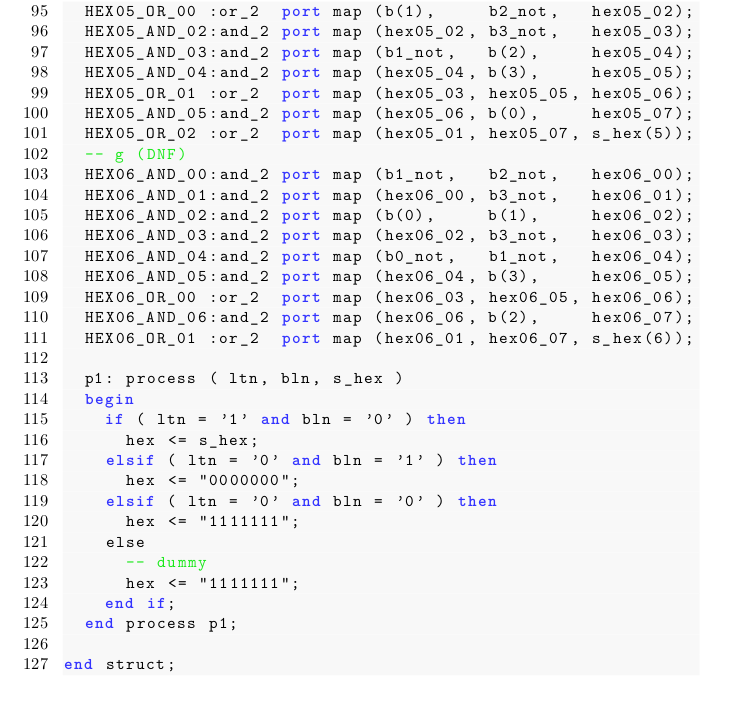 95 HEX05_OR_00 :or_2 port map (b(1), b2_not, hex05_02);
96 HEX05_AND_02:and_2 port map (hex05_02, b3_not, hex05_03);
97 HEX05_AND_03:and_2 port map (b1_not, b(2), hex05_04);
98 HEX05_AND_04:and_2 port map (hex05_04, b(3), hex05_05);
99 HEX05_OR_01 :or_2 port map (hex05_03, hex05_05, hex05_06);
100 HEX05_AND_05:and_2 port map (hex05_06, b(0), hex05_07);
101 HEX05_OR_02 :or_2 port map (hex05_01, hex05_07, s_hex(5));
102 -- g (DNF)
103 HEX06_AND_00:and_2 port map (b1_not, b2_not, hex06_00);
104 HEX06_AND_01:and_2 port map (hex06_00, b3_not, hex06_01);
105 HEX06_AND_02:and_2 port map (b(0), b(1), hex06_02);
106 HEX06_AND_03:and_2 port map (hex06_02, b3_not, hex06_03);
107 HEX06_AND_04:and_2 port map (b0_not, b1_not, hex06_04);
108 HEX06_AND_05:and_2 port map (hex06_04, b(3), hex06_05);
109 HEX06_OR_00 :or_2 port map (hex06_03, hex06_05, hex06_06);
110 HEX06_AND_06:and_2 port map (hex06_06, b(2), hex06_07);
111 HEX06_OR_01 :or_2 port map (hex06_01, hex06_07, s_hex(6));
112
113 p1: process ( ltn, bln, s_hex )
114 begin
115 if ( ltn = '1' and bln = '0' ) then
116 hex <= s_hex;
117 elsif ( ltn = '0' and bln = '1' ) then
118 hex <= "0000000";
119 elsif ( ltn = '0' and bln = '0' ) then
120 hex <= "1111111";
121 else
122 -- dummy
123 hex <= "1111111";
124 end if;
125 end process p1;
126
127 end struct;